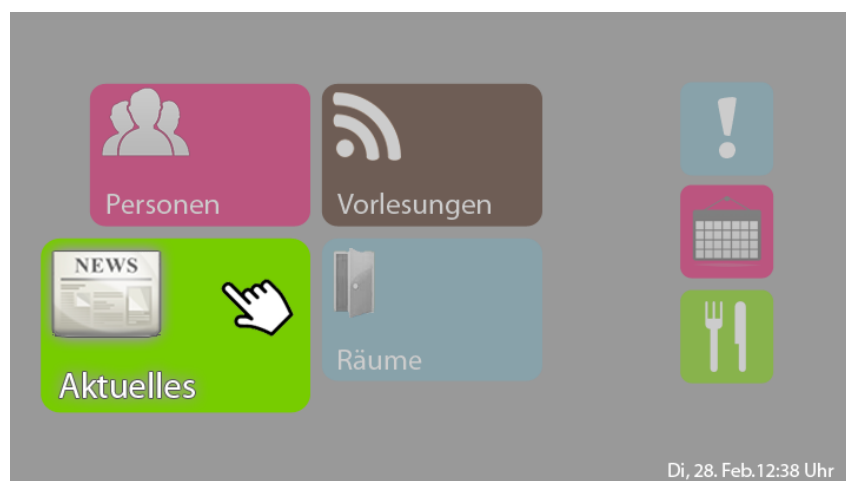 Personen
Vorlesungen
NEWS
Aktuelles
Räume
Di, 28. Feb.12:38 Uhr